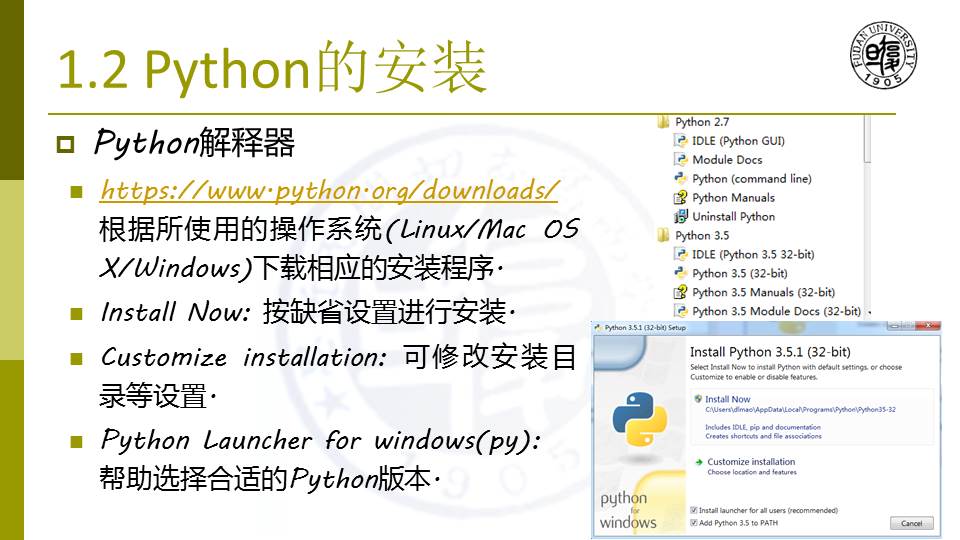 1.2 Python的安装
FUDAN UNIVERSITY
1905
Python解释器
https://www.python.org/downloads/
根据所使用的操作系统(Linux/Mac OS
X/Windows)下载相应的安装程序.
Install Now: 按缺省设置进行安装.
Customize installation: 可修改安装目
录等设置.
Python Launcher for windows(py):
帮助选择合适的Python版本.
Python 2.7
IDLE (Python GUI)
Module Docs
Python (command line)
Python Manuals
Uninstall Python
Python 3.5
IDLE (Python 3.5 32-bit)
Python 3.5 (32-bit)
Python 3.5 Manuals (32-bit)
Python 3.5 Module Docs (32-bit)
Python 3.5.1 (32-bit) Setup
Install Python 3.5.1 (32-bit)
Select Install Now to install Python with default settings, or choose
Customize to enable or disable features.
Install Now
C:\Users\dlmao\AppData\Local\Programs\Python\Python35-32
Includes IDLE, pip and documentation
Creates shortcuts and file associations
Customize installation
Choose location and features
python
for
windows
Install launcher for all users (recommended)
Add Python 3.5 to PATH
Cancel